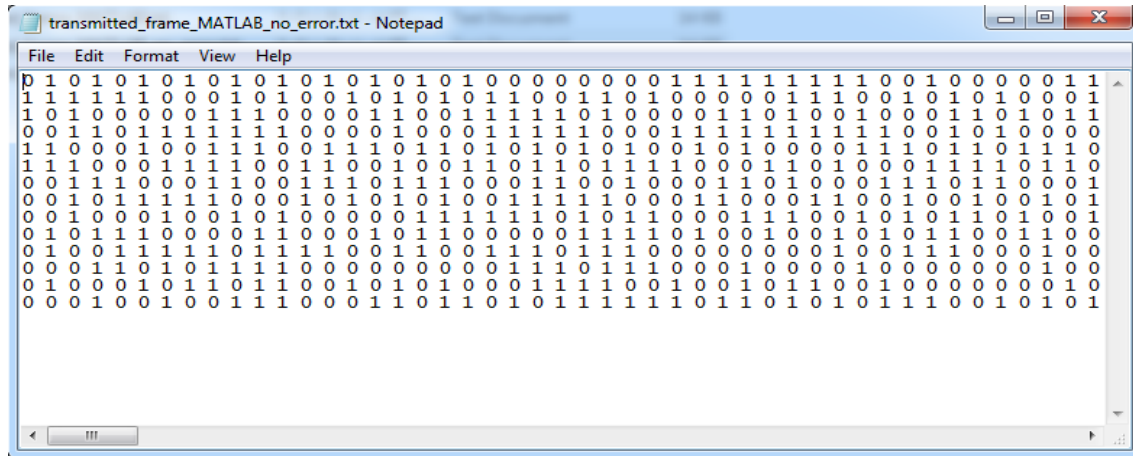 transmitted_frame_MATLAB_no_error.txt - Notepad
File Edit Format View Help
0 1 0 1 0 1 0 1 0 1 0 1 0 1 0 1 0 1 0 1 0 0 0 0 0 0 0 0 1 1 1 1 1 1 1 1 1 0 0 1 0 0 0 0 0 1 1
1 1 1 1 1 1 0 0 0 1 0 1 0 0 1 0 1 0 1 0 1 1 0 0 1 1 0 1 0 0 0 0 0 1 1 1 0 0 1 0 1 0 1 0 0 0 1
1 0 1 0 0 0 0 0 1 1 1 0 0 0 0 1 1 0 1 1 1 1 1 0 1 0 0 0 0 1 1 0 1 0 1 1 0 1 0 0 0 1 1 0 1 0 1 1
0 0 1 1 0 1 1 1 1 1 1 1 0 0 0 0 1 1 0 0 1 1 1 1 1 0 0 0 1 1 1 1 1 1 1 1 1 1 1 0 0 1 0 1 0 0 0
1 1 0 0 0 1 0 0 1 1 1 0 0 1 1 1 0 1 1 0 1 1 0 1 0 1 0 1 0 0 1 0 1 0 0 0 1 1 1 1 0 1 1 0 1 1 1 0
1 1 1 0 0 0 1 1 1 1 1 0 0 1 1 0 1 0 0 1 1 0 1 1 0 1 1 1 1 0 0 0 1 1 0 1 1 0 1 0 0 0 1 1 1 1 0 1 1 0
0 0 1 1 1 0 0 0 1 1 0 0 1 1 1 0 1 1 1 0 0 0 1 1 0 0 1 0 0 0 1 1 0 1 0 0 0 1 1 1 0 1 1 0 0 0 1
0 0 1 0 1 1 1 1 1 0 0 0 1 0 1 0 1 0 0 0 1 1 1 1 1 0 0 0 1 1 0 0 0 1 1 0 0 1 0 1 0 0 0 1 0 0 1
0 0 0 1 0 0 1 0 0 1 0 1 0 0 0 0 0 1 1 1 1 1 1 0 1 0 1 1 0 0 0 1 1 1 0 0 1 0 1 0 1 1 0 1 0 0 1
0 1 0 1 1 1 0 0 0 0 1 1 0 0 0 1 0 1 1 0 0 0 0 0 1 1 1 1 0 1 0 0 1 0 0 1 0 1 0 1 1 0 0 1 1 0 0
0 1 0 0 1 1 1 1 1 0 1 1 1 1 0 0 1 1 0 0 1 1 1 0 1 1 1 0 0 0 0 0 0 0 0 1 0 0 1 1 1 0 0 0 1 0 0
0 0 0 1 1 0 1 0 1 1 1 1 0 0 0 0 0 0 0 0 0 1 1 1 0 1 1 1 0 0 0 1 0 0 0 0 1 0 0 0 0 0 0 0 1 0 0
0 1 0 0 0 1 0 1 1 0 1 1 0 0 1 0 1 0 1 0 0 0 1 1 1 1 1 0 0 1 0 0 1 0 1 1 0 0 1 0 0 0 0 0 0 0 1
0 0 0 1 0 0 1 0 0 1 1 1 0 0 0 1 1 0 1 1 0 1 0 1 1 1 1 1 1 0 1 1 0 1 0 1 0 1 1 1 0 0 0 1 0 1 0 1